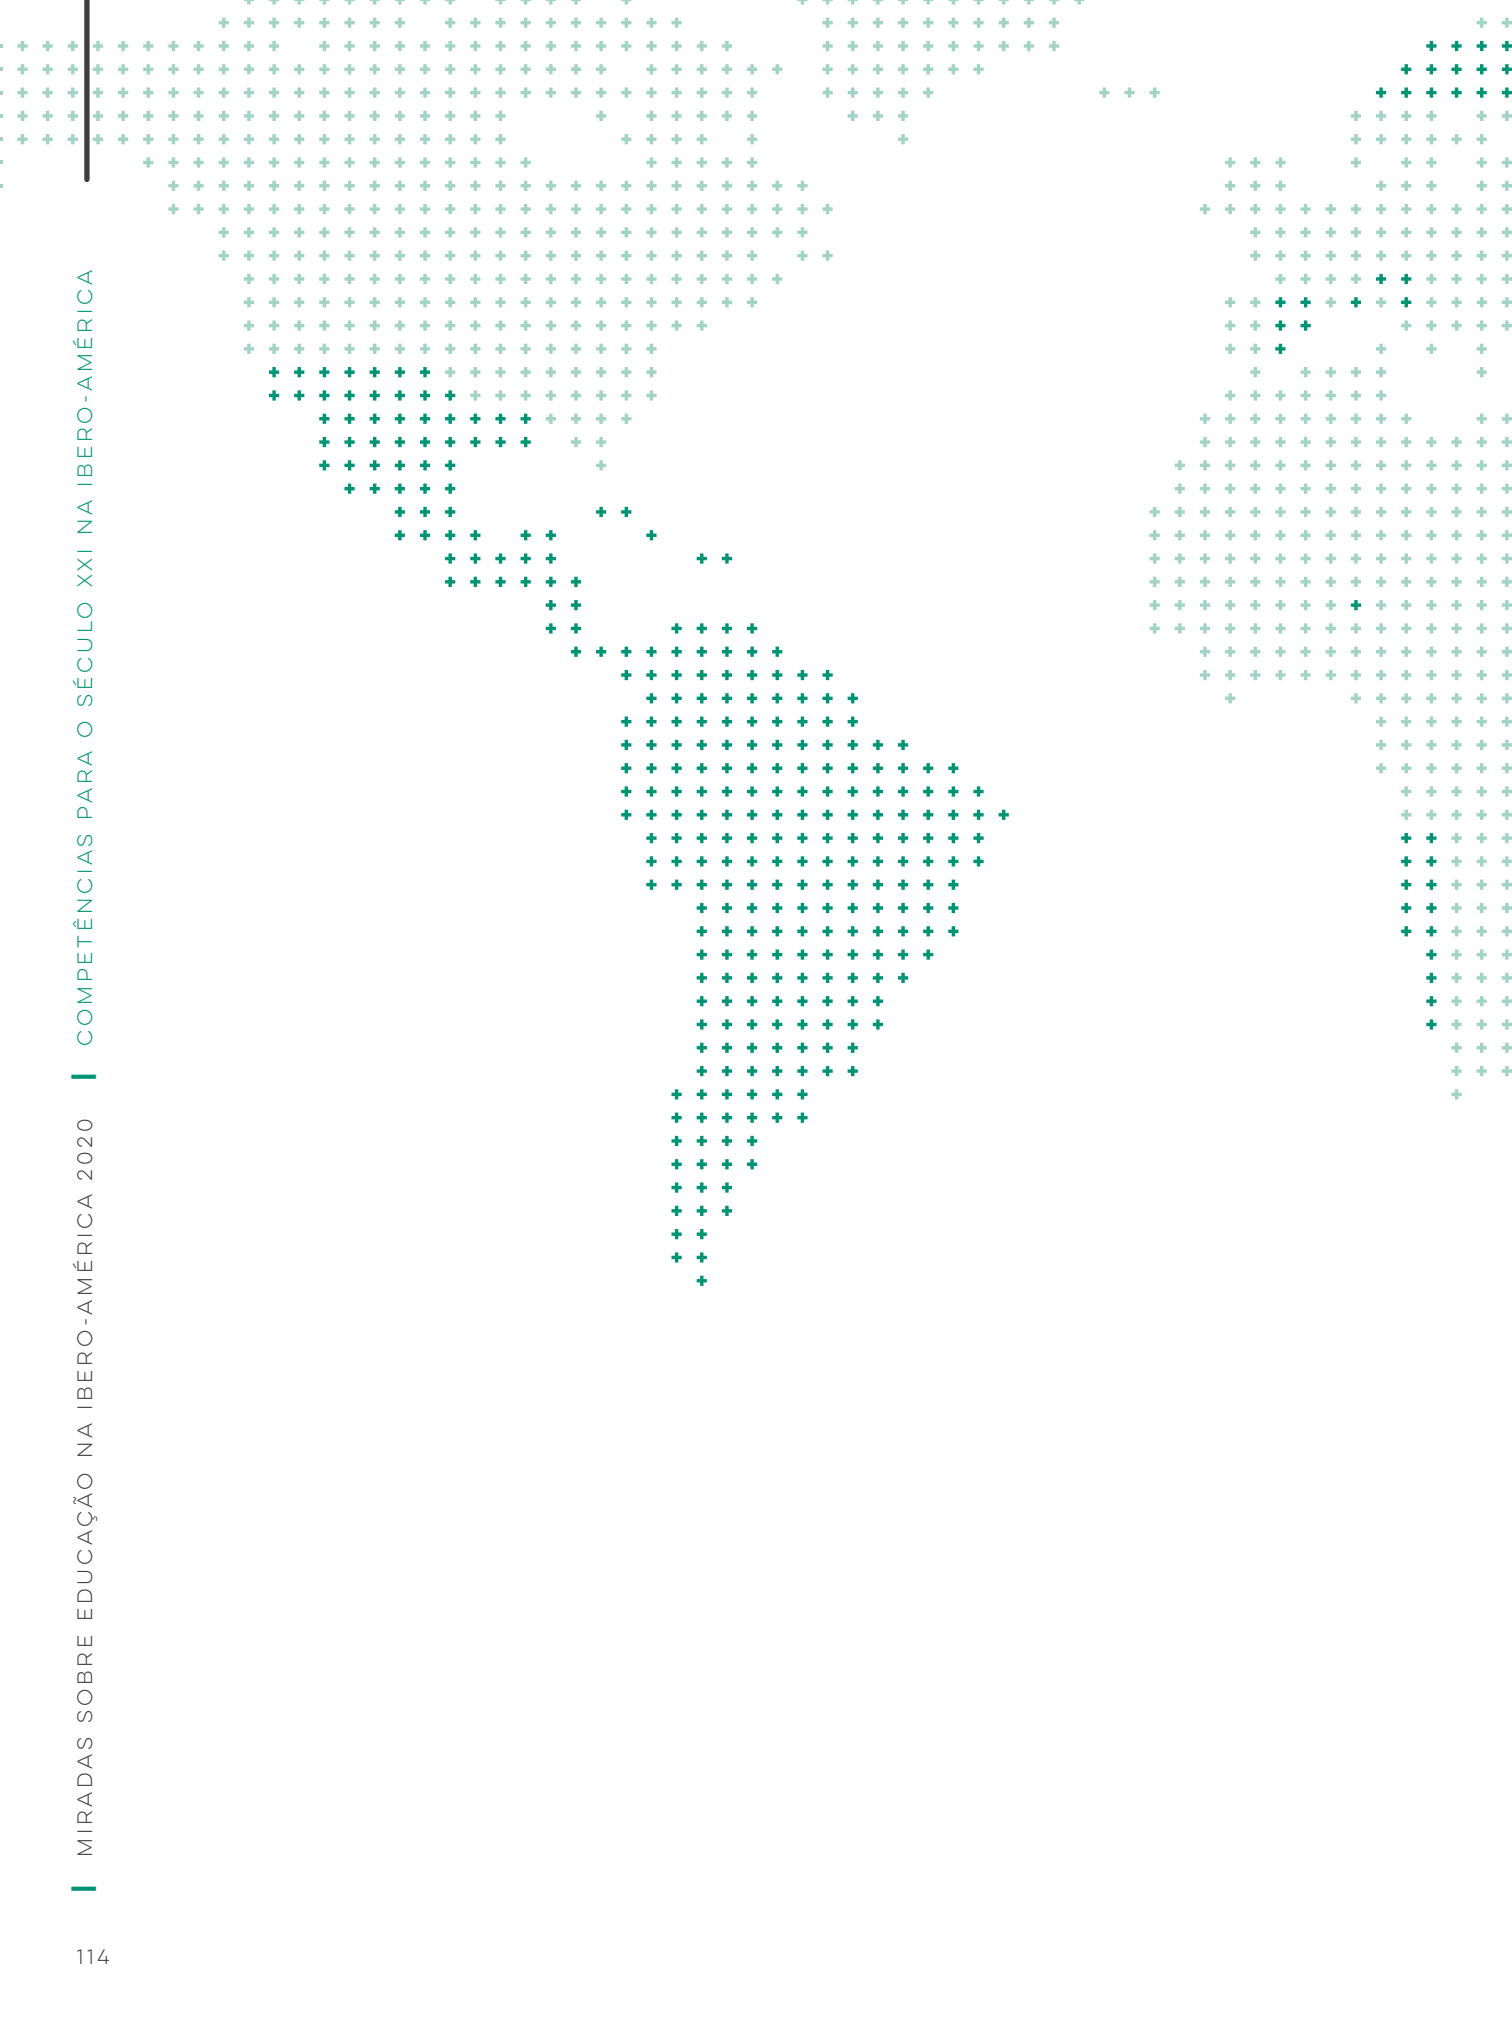 MIRADAS SOBRE EDUCAÇÃO NA IBERO-AMÉRICA 2020 | COMPETÊNCIAS PARA O SÉCULO XXI NA IBERO-AMÉRICA
114